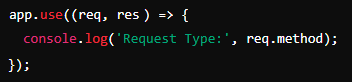 app.use((req, res) => {
  console.log('Request Type:', req.method);
});